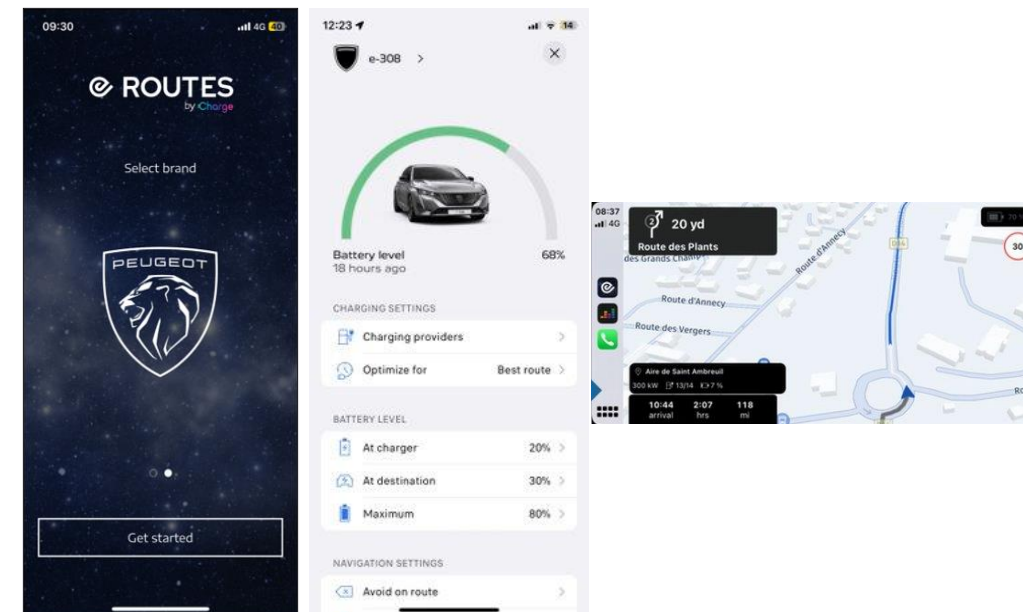 09:30
4G 40
ROUTES
by Charge
Select brand
PEUGEOT
Get started
12:23
14
e-308
Battery level
68%
18 hours ago
CHARGING SETTINGS
Charging providers
Optimize for
Best route
BATTERY LEVEL
At charger
20%
At destination
30%
Maximum
80%
NAVIGATION SETTINGS
Avoid on route
08:37
4G
2
20 yd
Route des Plants
des Grands
Route d'Annecy
Route d'Annecy
Route des Vergers
30
Aire de Saint Ambreuil
300 kW 13/14 7%
10:44 2:07 118
arrival hrs mi